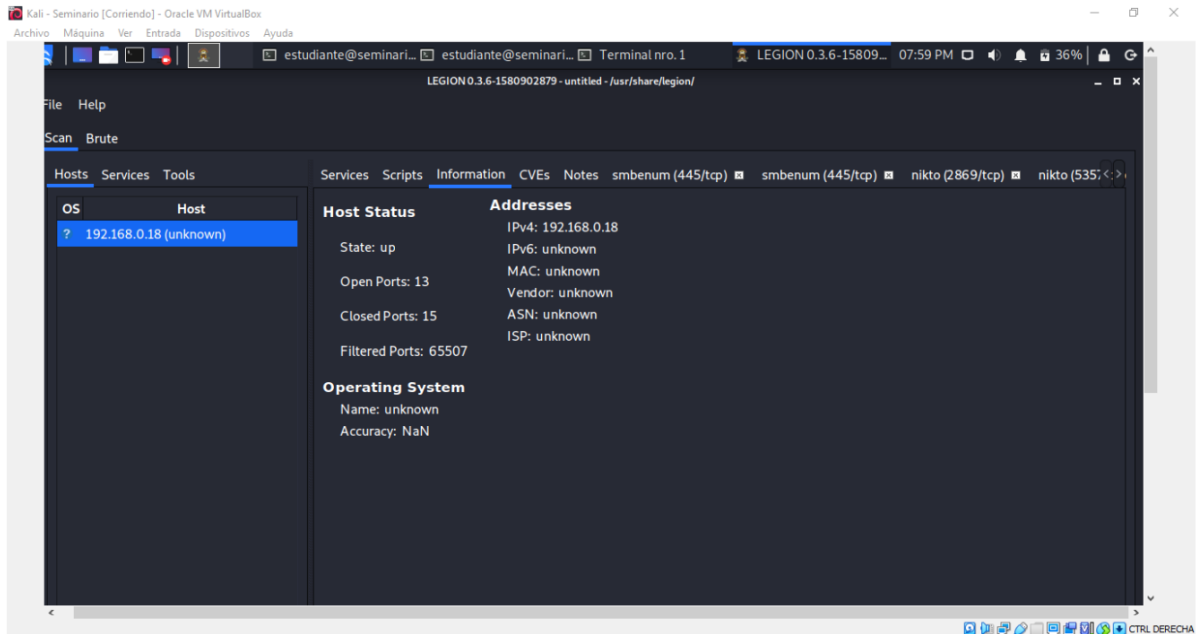 Kali - Seminario [Corriendo] - Oracle VM VirtualBox
Archivo Máquina Ver Entrada Dispositivos Ayuda
estudiante@seminari... estudiante@seminari... Terminal nro. 1 LEGION 0.3.6-15809... 07:59 PM 36%
LEGION 0.3.6-1580902879 - untitled - /usr/share/legion/
File Help
Scan Brute
Hosts Services Tools
Services Scripts Information CVEs Notes smbenum (445/tcp) smbenum (445/tcp) nikto (2869/tcp) nikto (5357
OS Host
? 192.168.0.18 (unknown)
Host Status
State: up
Open Ports: 13
Closed Ports: 15
Filtered Ports: 65507
Operating System
Name: unknown
Accuracy: NaN
Addresses
IPv4: 192.168.0.18
IPv6: unknown
MAC: unknown
Vendor: unknown
ASN: unknown
ISP: unknown
CTRL DERECHA